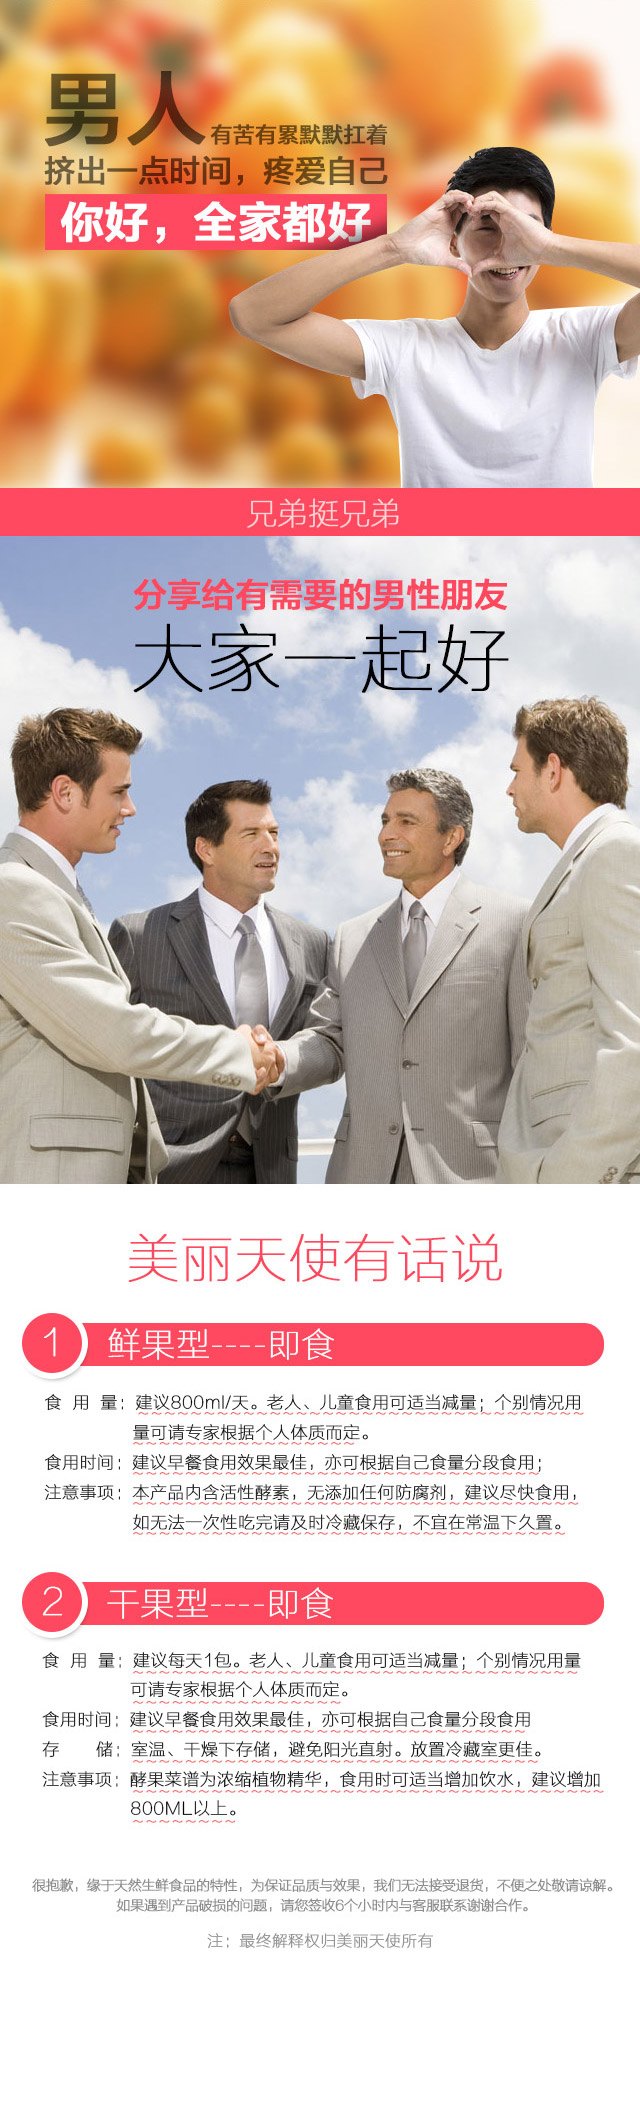 男人有苦有累默默扛着
挤出一点时间，疼爱自己
你好，全家都好
兄弟挺兄弟
分享给有需要的男性朋友
大家一起好
美丽天使有话说
1 鲜果型----即食
食 用 量：建议800ml/天。老人、儿童食用可适当减量；个别情况用
量可请专家根据个人体质而定。
食用时间：建议早餐食用效果最佳，亦可根据自己食量分段食用；
注意事项：本产品内含活性酵素，无添加任何防腐剂，建议尽快食用，
如无法一次性吃完请及时冷藏保存，不宜在常温下久置。
2 干果型----即食
食 用 量：建议每天1包。老人、儿童食用可适当减量；个别情况用量
可请专家根据个人体质而定。
食用时间：建议早餐食用效果最佳，亦可根据自己食量分段食用
存 储：室温、干燥下存储，避免阳光直射。放置冷藏室更佳。
注意事项：酵果菜谱为浓缩植物精华，食用时可适当增加饮水，建议增加
800ML以上。
很抱歉，缘于天然生鲜食品的特性，为保证品质与效果，我们无法接受退货，不便之处敬请谅解。
如果遇到产品破损的问题，请您签收6个小时内与客服联系谢谢合作。
注：最终解释权归美丽天使所有